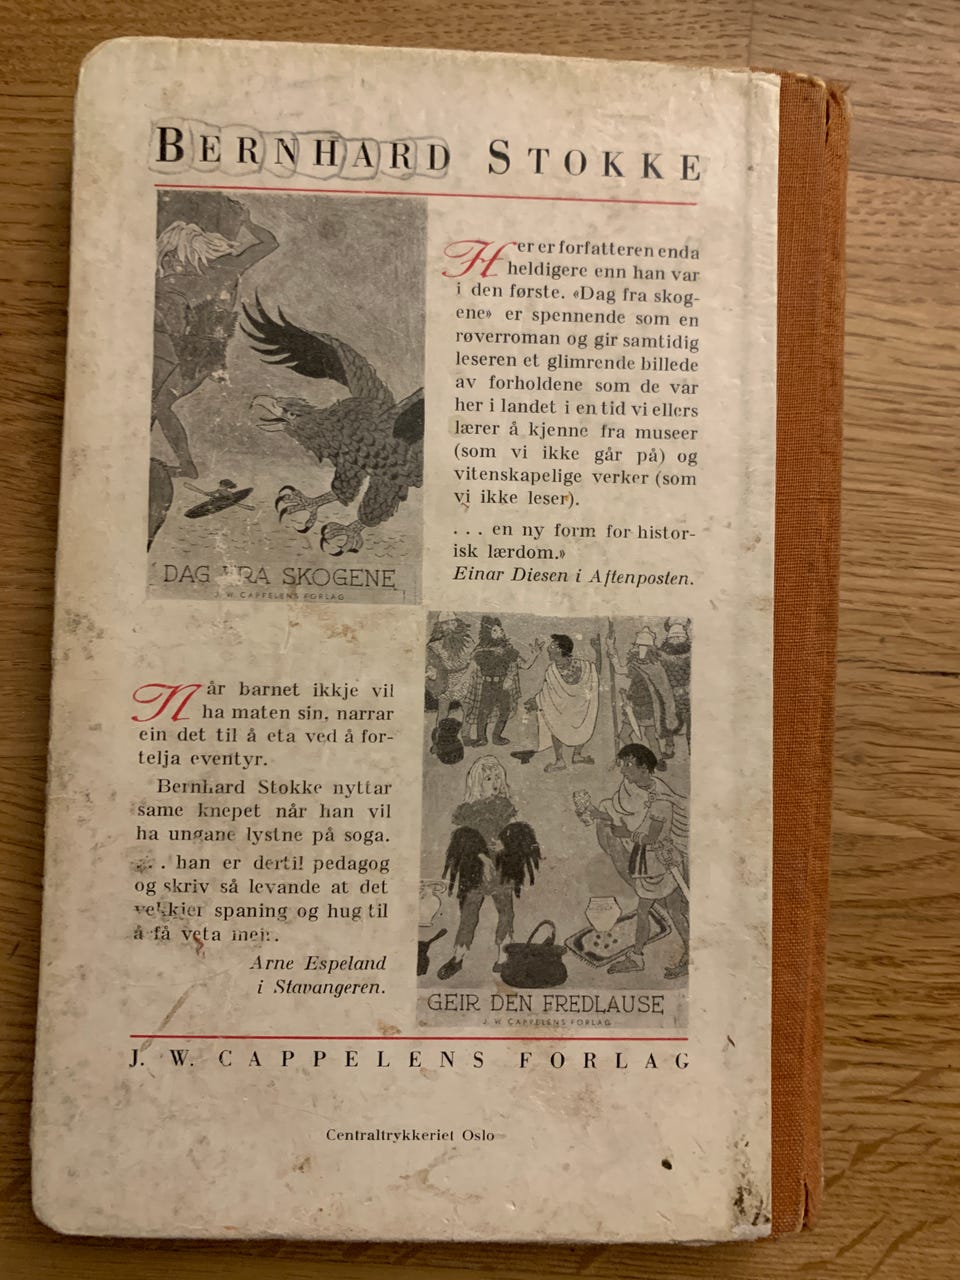 BERNHARD STOKKE
Her er forfatteren enda
heldigere enn han var
i den første. «Dag fra skog-
ene» er spennende som en
røverroman og gir samtidig
leseren et glimrende billede
av forholdene som de var
her i landet i en tid vi ellers
lærer å kjenne fra museer
(som vi ikke går på) og
vitenskapelige verker (som
vi ikke leser).
... en ny form for histor-
isk lærdom.»
Einar Diesen i Aftenposten.
DAG FRA SKOGENE
J. W. CAPPELENS FORLAG
Når barnet ikkje vil
ha maten sin, narrar
ein det til å eta ved å for-
telja eventyr.
Bernhard Stokke nyttar
same knepet når han vil
ha ungane lystne på soga.
... han er dertil pedagog
og skriv så levande at det
vekkjer spaning og hug til
å få veta meir.
Arne Espeland
i Stavangeren.
GEIR DEN FREDLAUSE
J. W. CAPPELENS FORLAG
J. W. CAPPELENS FORLAG
Centraltrykkeriet Oslo